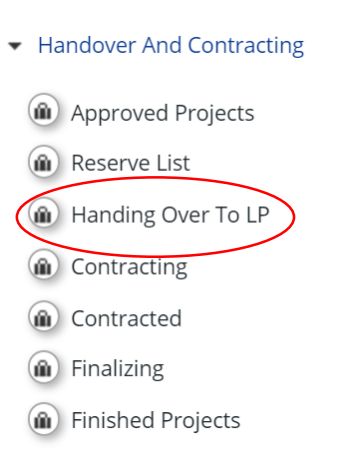 Handover And Contracting
Approved Projects
Reserve List
Handing Over To LP
Contracting
Contracted
Finalizing
Finished Projects